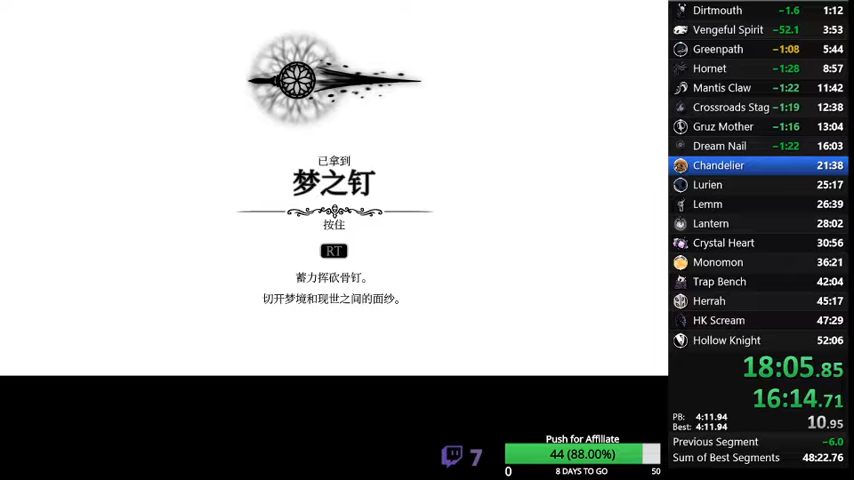 已拿到
梦之钉
按住
RT
蓄力挥砍骨钉。
切开梦境和现世之间的面纱。
Dirtmouth −1.6 1:12
Vengeful Spirit −52.1 3:53
Greenpath −1:08 5:44
Hornet −1:28 8:57
Mantis Claw −1:22 11:42
Crossroads Stag −1:19 12:38
Gruz Mother −1:16 13:04
Dream Nail −1:22 16:03
Chandelier 21:38
Lurien 25:17
Lemm 26:39
Lantern 28:02
Crystal Heart 30:56
Monomon 36:21
Trap Bench 42:04
Herrah 45:17
HK Scream 47:29
Hollow Knight 52:06
18:05.85
16:14.71
PB: 4:11.94
Best: 4:11.94
10.95
Previous Segment −6.0
Sum of Best Segments 48:22.76
7
Push for Affiliate
44 (88.00%)
0 8 DAYS TO GO 50